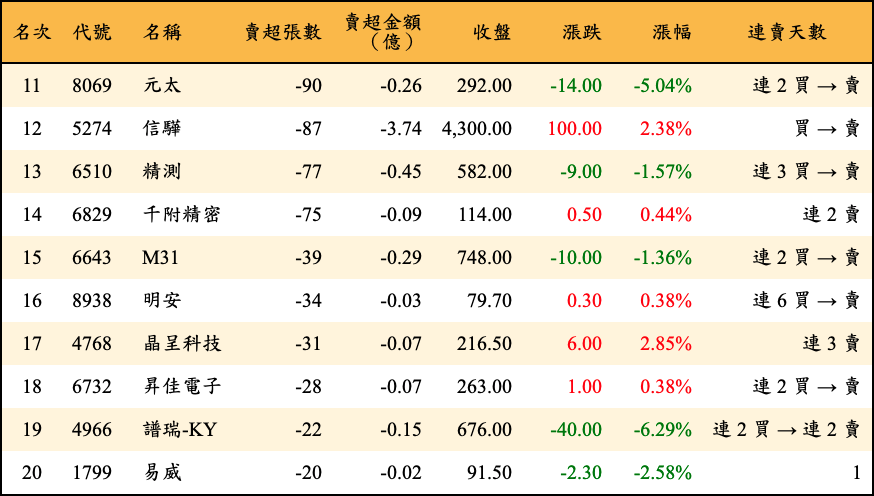 名次 代號 名稱 賣超張數 賣超金額（億） 收盤 漲跌 漲幅 連賣天數
11 8069 元太 -90 -0.26 292.00 -14.00 -5.04% 連 2 買 → 賣
12 5274 信驊 -87 -3.74 4,300.00 100.00 2.38% 買 → 賣
13 6510 精測 -77 -0.45 582.00 -9.00 -1.57% 連 3 買 → 賣
14 6829 千附精密 -75 -0.09 114.00 0.50 0.44% 連 2 賣
15 6643 M31 -39 -0.29 748.00 -10.00 -1.36% 連 2 買 → 賣
16 8938 明安 -34 -0.03 79.70 0.30 0.38% 連 6 買 → 賣
17 4768 晶呈科技 -31 -0.07 216.50 6.00 2.85% 連 3 賣
18 6732 昇佳電子 -28 -0.07 263.00 1.00 0.38% 連 2 買 → 賣
19 4966 譜瑞-KY -22 -0.15 676.00 -40.00 -6.29% 連 2 買 → 連 2 賣
20 1799 易威 -20 -0.02 91.50 -2.30 -2.58% 1